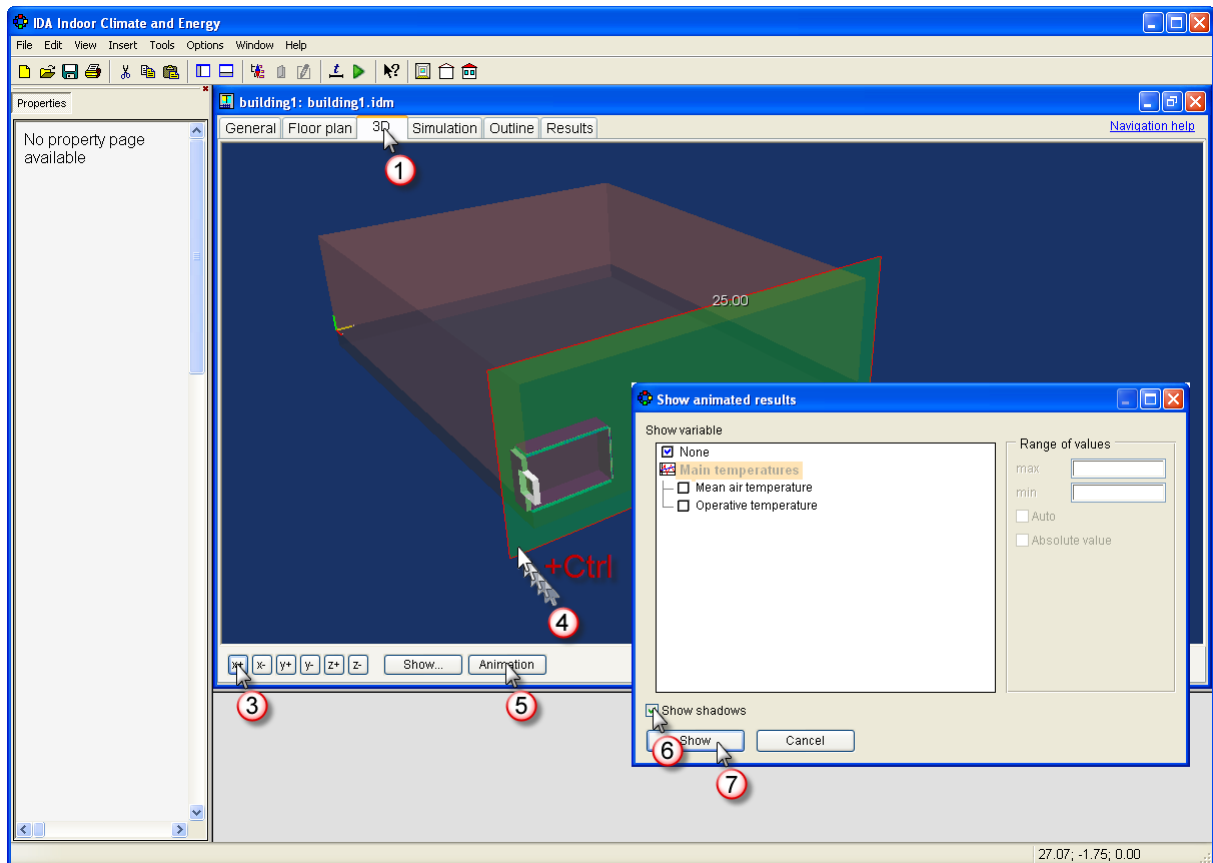 IDA Indoor Climate and Energy
File Edit View Insert Tools Options Window Help
Properties
No property page
available
building1: building1.idm
General Floor plan 3D Simulation Outline Results
Navigation help
1
25.00
+Ctrl
4
x+ x- y+ y- z+ z- Show... Animation
3
5
Show animated results
Show variable
None
Main temperatures
Mean air temperature
Operative temperature
Range of values
max
min
Auto
Absolute value
Show shadows
6
Show Cancel
7
27.07; -1.75; 0.00